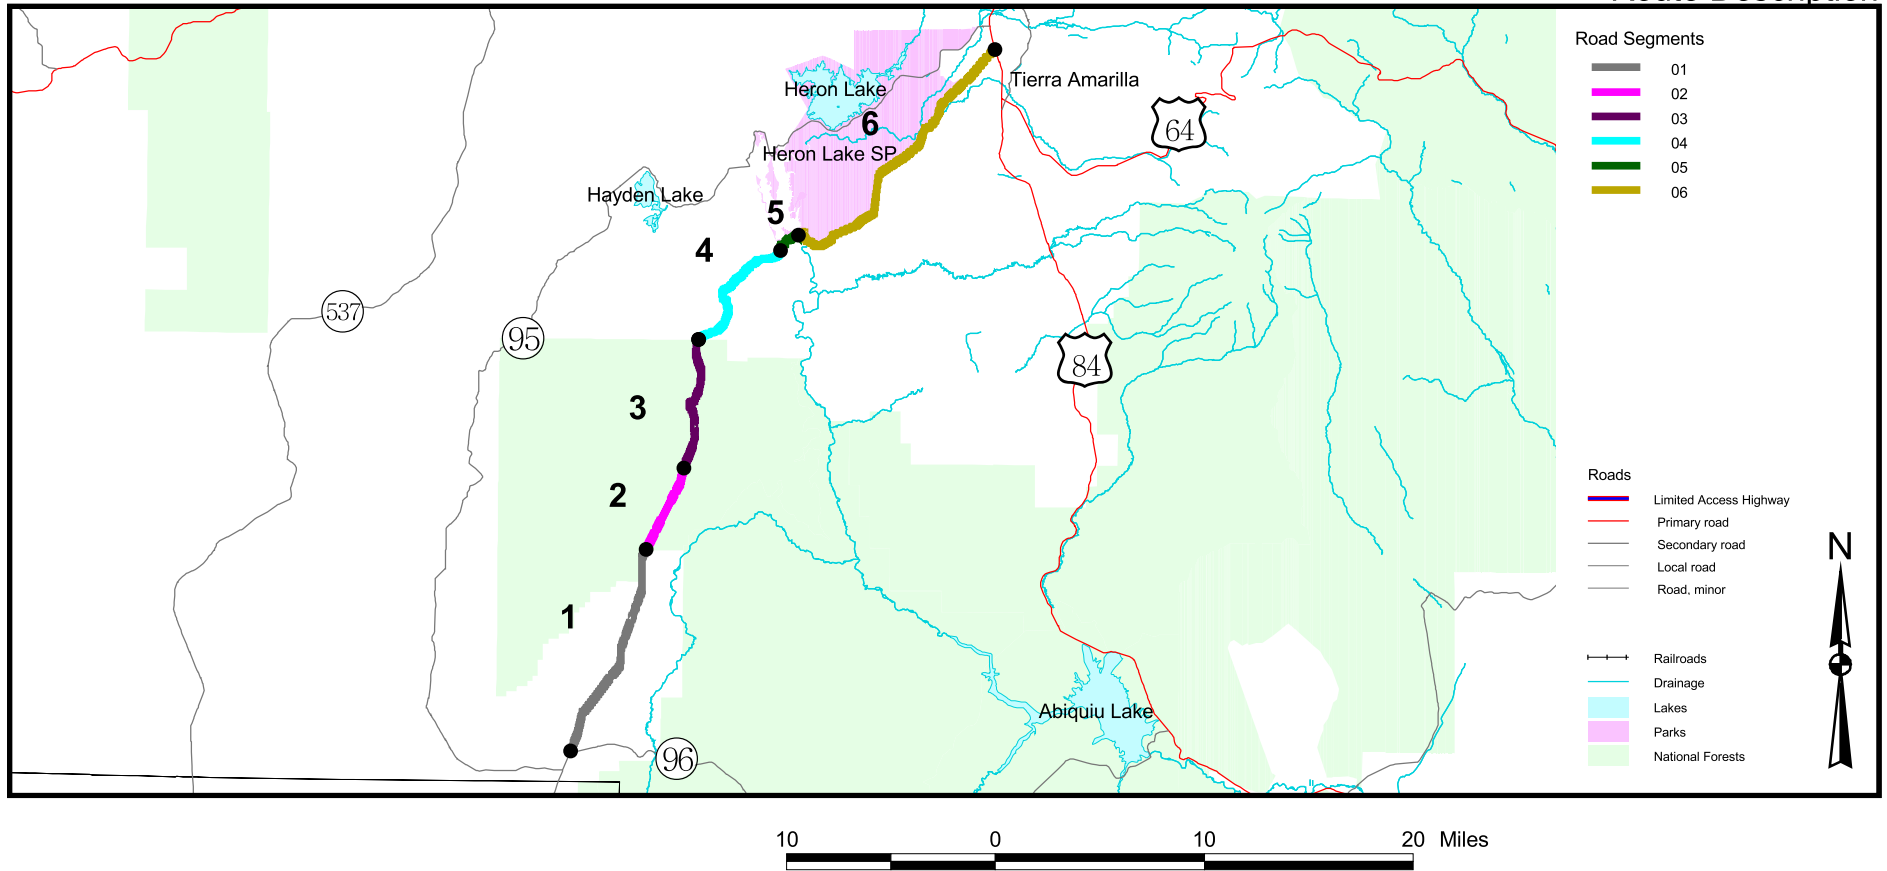 Route Description
Road Segments
01
02
03
04
05
06
Tierra Amarilla
Heron Lake
64
6
Heron Lake SP
Hayden Lake
5
4
537
95
84
3
2
1
Abiquiu Lake
96
Roads
Limited Access Highway
Primary road
Secondary road
Local road
Road, minor
Railroads
Drainage
Lakes
Parks
National Forests
N
10 0 10 20 Miles